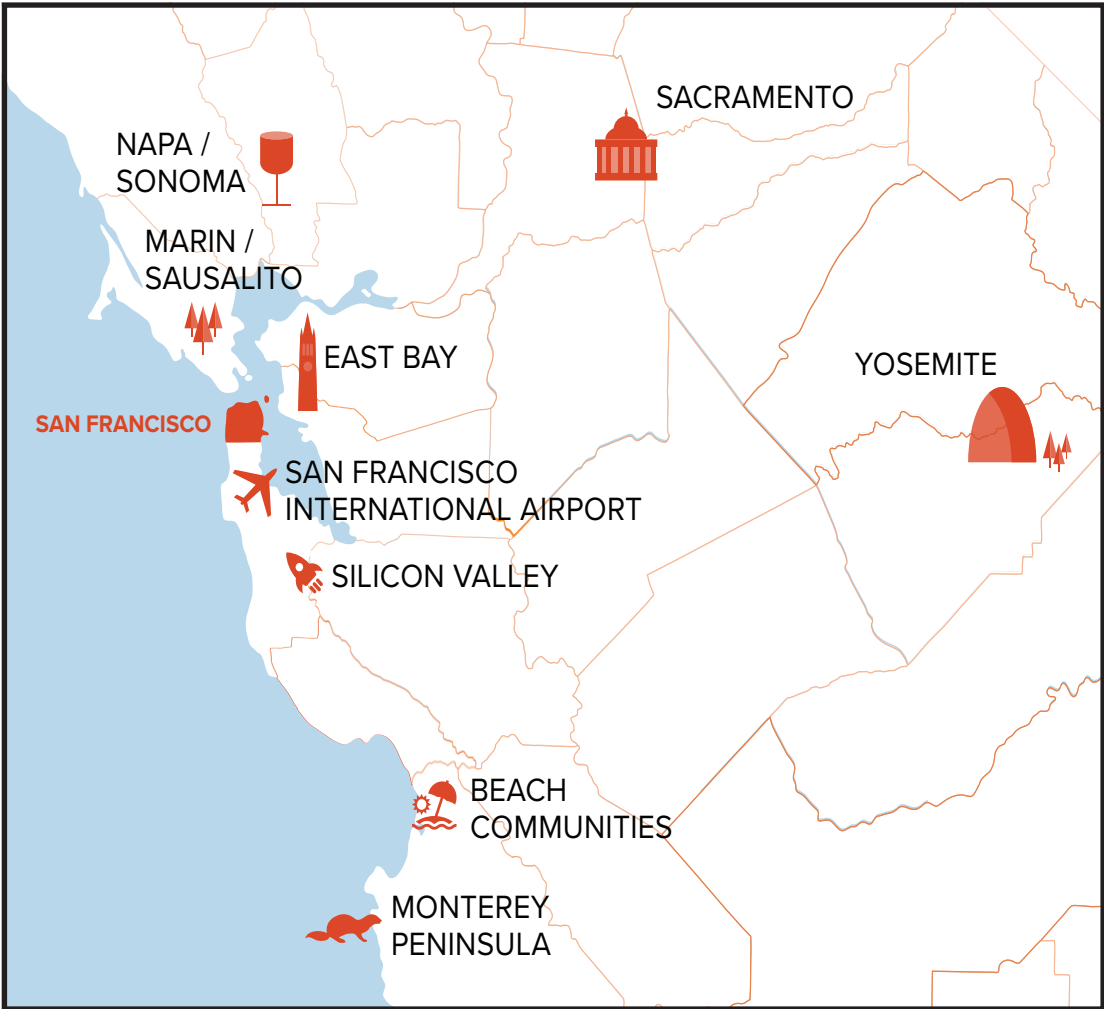 SACRAMENTO
NAPA /
SONOMA
MARIN /
SAUSALITO
EAST BAY
YOSEMITE
SAN FRANCISCO
SAN FRANCISCO
INTERNATIONAL AIRPORT
SILICON VALLEY
BEACH
COMMUNITIES
MONTEREY
PENINSULA